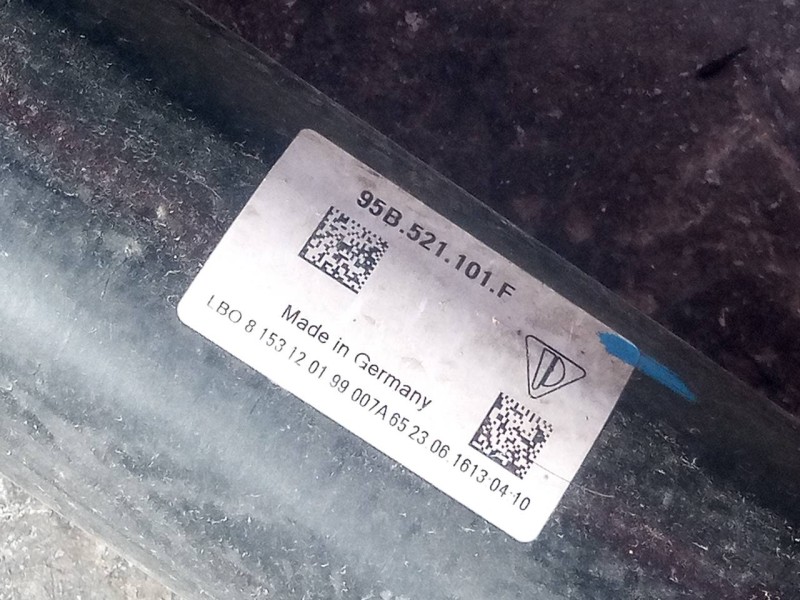 95B.521.101.F
Made in Germany
LBO 8 153 12 01 99 007A 65 23 06 1613 04 10